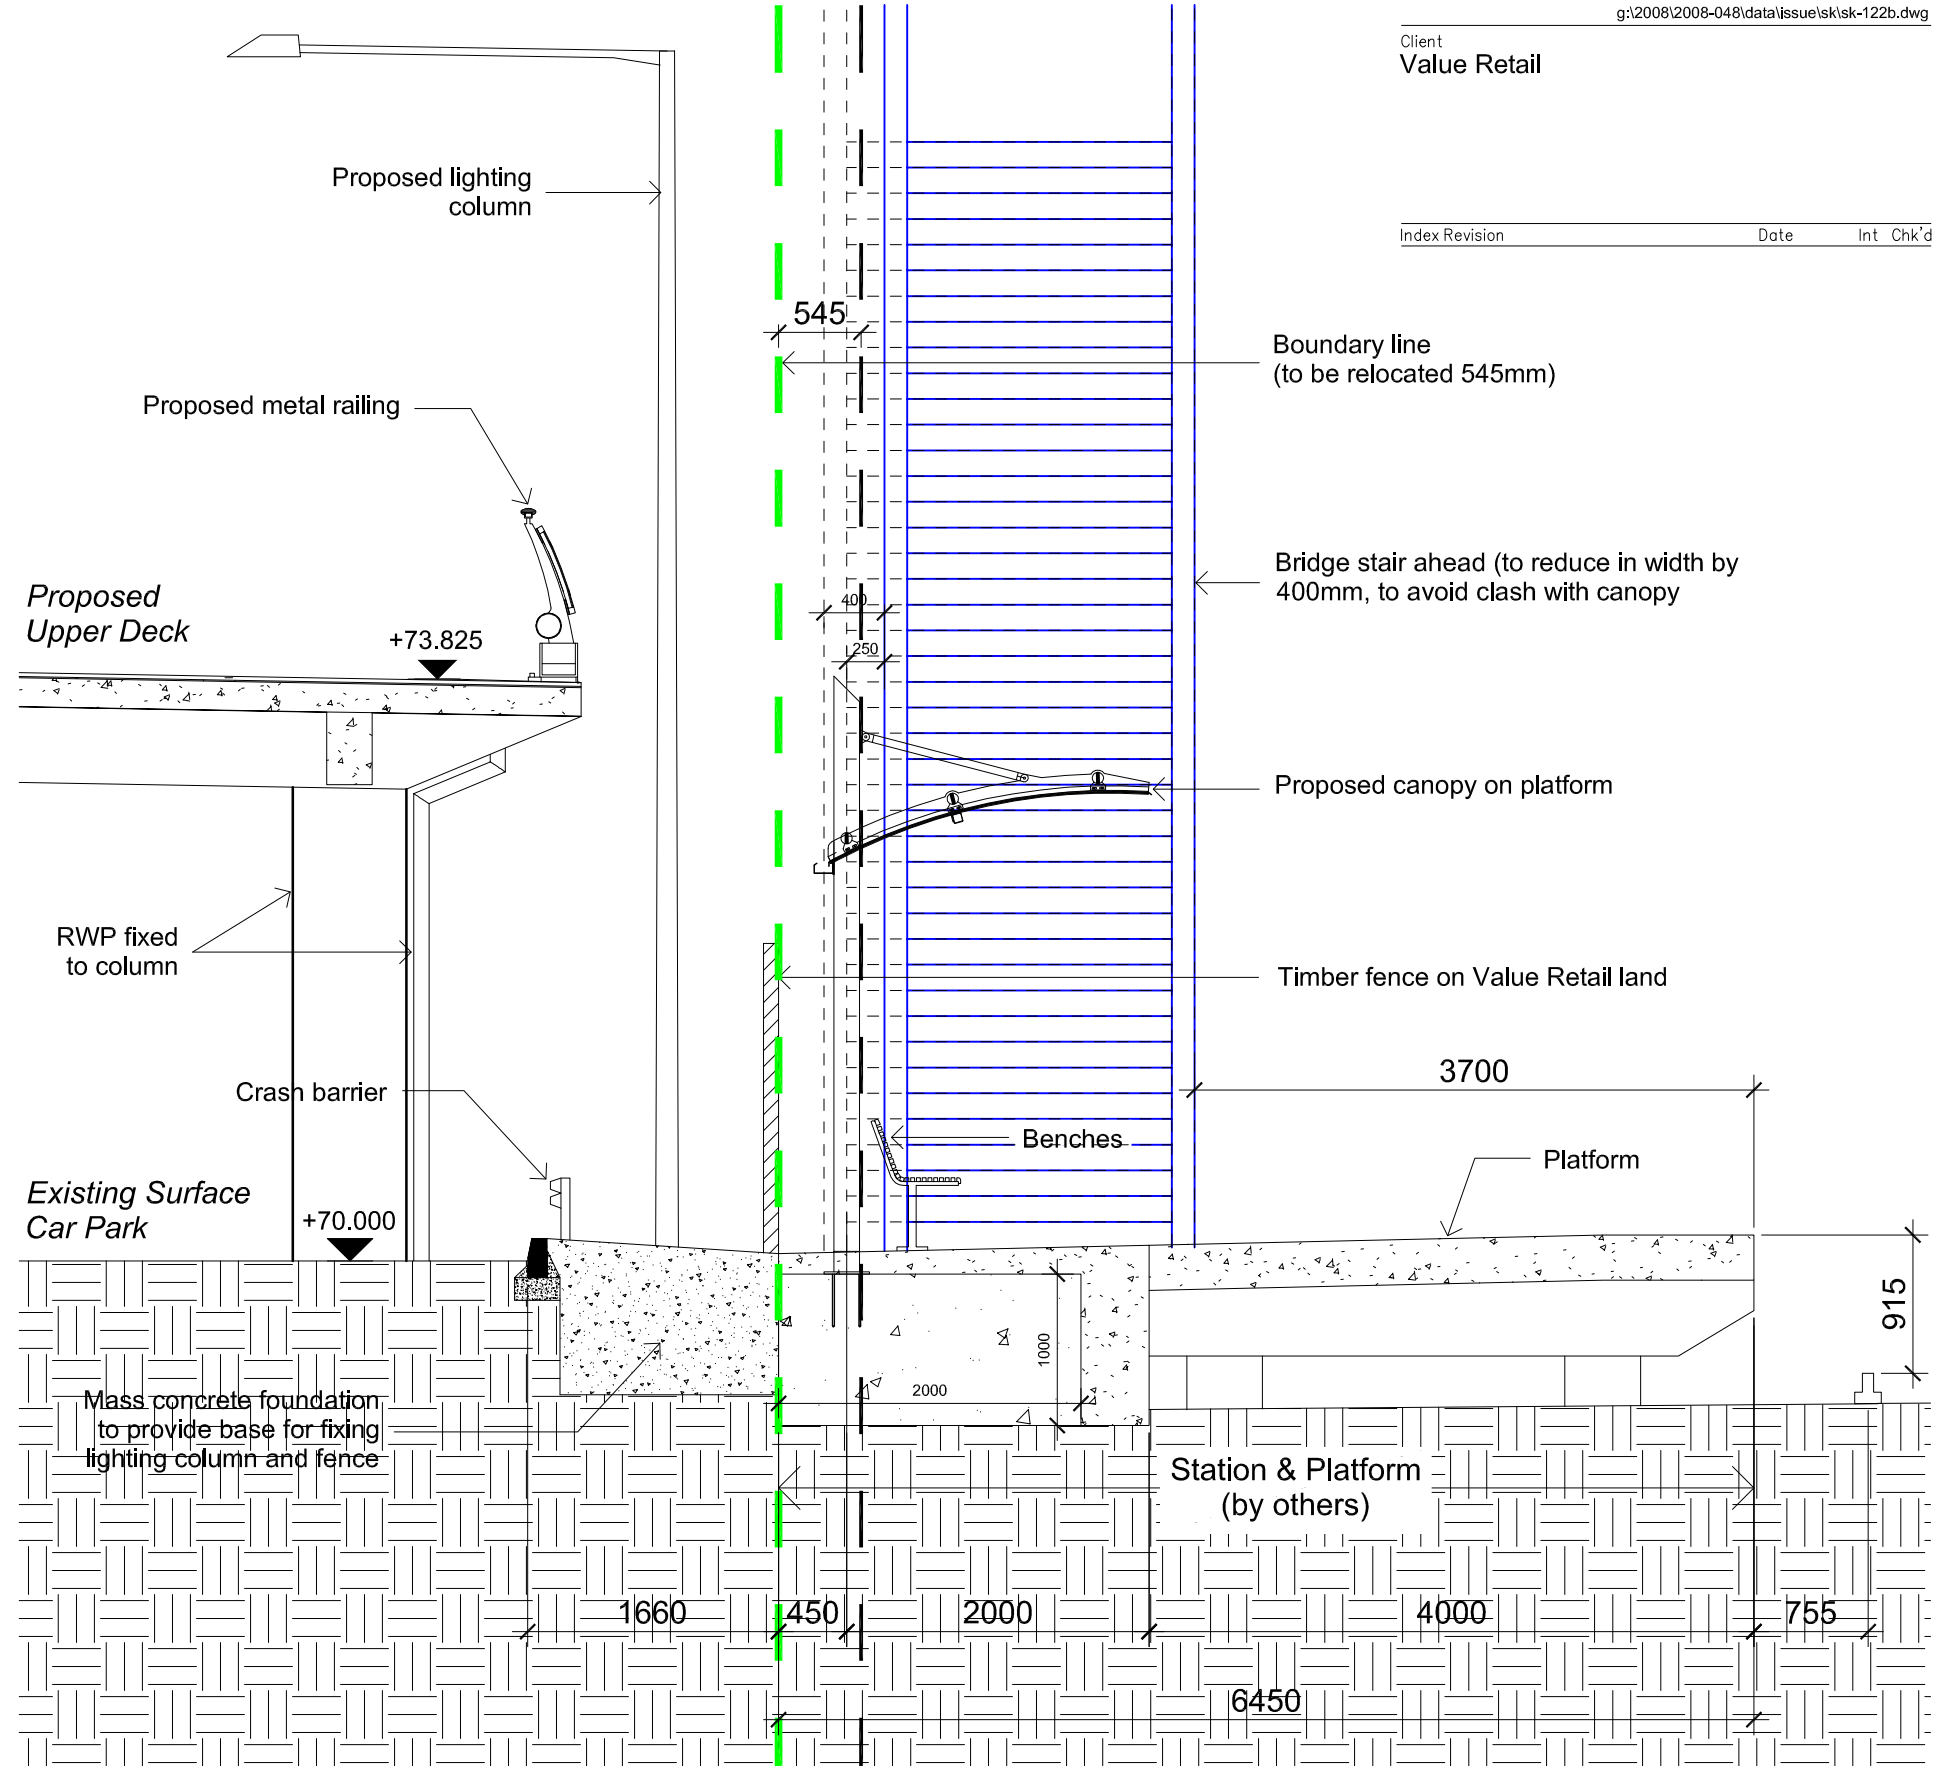 g:\2008\2008-048\data\issue\sk\sk-122b.dwg
Client
Value Retail
Index Revision Date Int Chk'd
Proposed lighting
column
545
Boundary line
(to be relocated 545mm)
Proposed metal railing
Bridge stair ahead (to reduce in width by
400mm, to avoid clash with canopy
Proposed
Upper Deck
+73.825
400
250
Proposed canopy on platform
RWP fixed
to column
Timber fence on Value Retail land
Crash barrier
3700
Benches
Platform
Existing Surface
Car Park
+70.000
915
1000
2000
Mass concrete foundation
to provide base for fixing
lighting column and fence
Station & Platform
(by others)
1660
450
2000
4000
755
6450